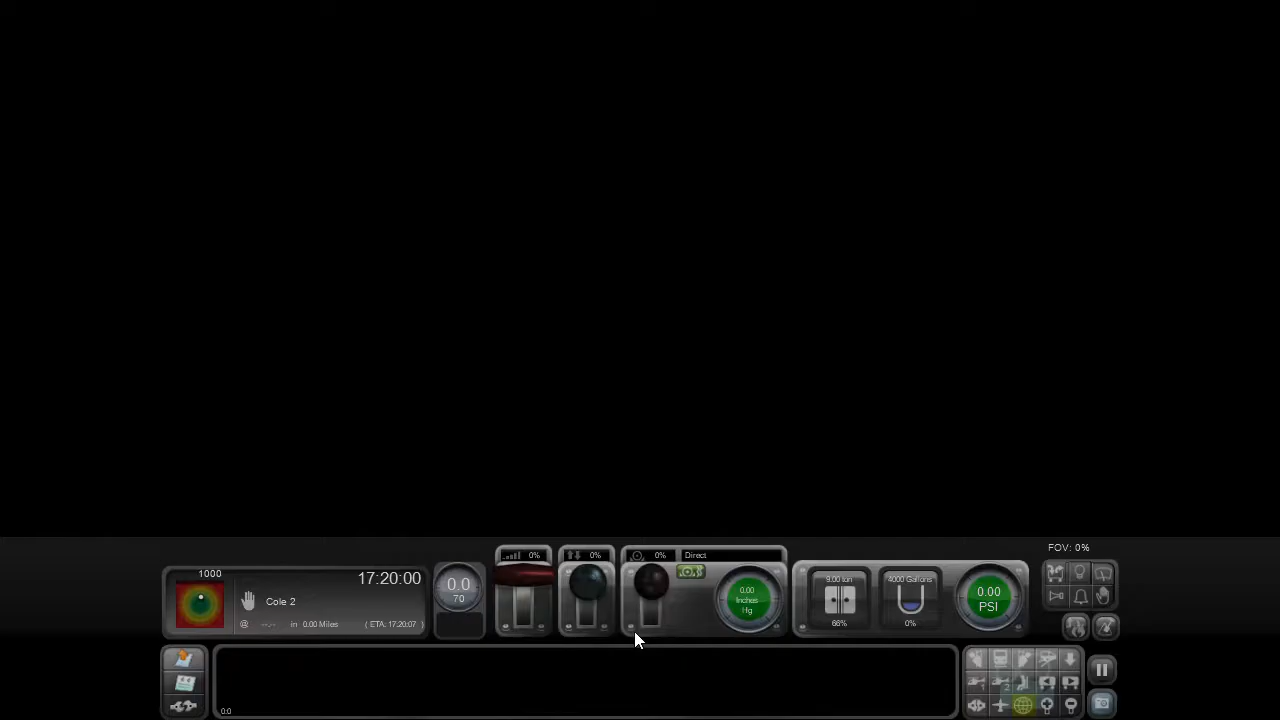 FOV: 0%
0%
0%
0%
Direct
1000
17:20:00
Cole 2
@ --.-- in 0.00 Miles ( ETA: 17:20:07 )
0.0
70
0.00
Inches
Hg
9.00 ton
66%
4000 Gallons
0%
0.00
PSI
1
2
0:0